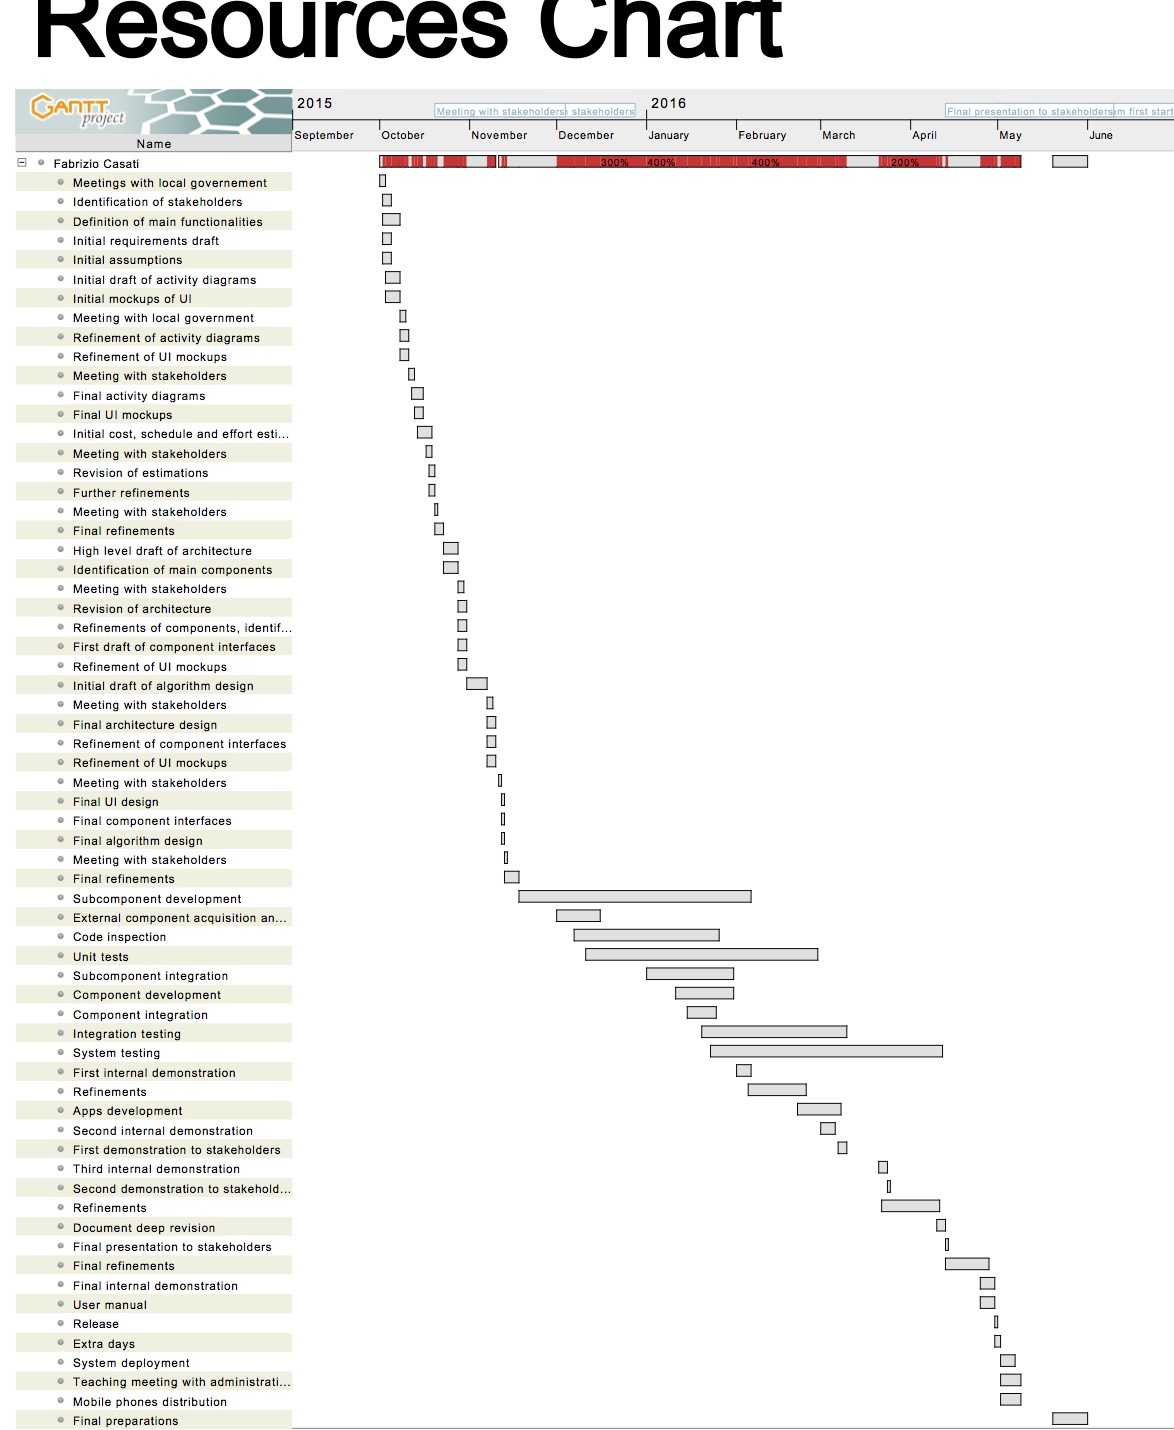 Resources Chart
GANTT
project
2015
2016
Meeting with stakeholders
stakeholders
Final presentation to stakeholders
m first start
Name
September
October
November
December
January
February
March
April
May
June
Fabrizio Casati
300%
400%
400%
200%
Meetings with local governement
Identification of stakeholders
Definition of main functionalities
Initial requirements draft
Initial assumptions
Initial draft of activity diagrams
Initial mockups of UI
Meeting with local government
Refinement of activity diagrams
Refinement of UI mockups
Meeting with stakeholders
Final activity diagrams
Final UI mockups
Initial cost, schedule and effort esti...
Meeting with stakeholders
Revision of estimations
Further refinements
Meeting with stakeholders
Final refinements
High level draft of architecture
Identification of main components
Meeting with stakeholders
Revision of architecture
Refinements of components, identif...
First draft of component interfaces
Refinement of UI mockups
Initial draft of algorithm design
Meeting with stakeholders
Final architecture design
Refinement of component interfaces
Refinement of UI mockups
Meeting with stakeholders
Final UI design
Final component interfaces
Final algorithm design
Meeting with stakeholders
Final refinements
Subcomponent development
External component acquisition an...
Code inspection
Unit tests
Subcomponent integration
Component development
Component integration
Integration testing
System testing
First internal demonstration
Refinements
Apps development
Second internal demonstration
First demonstration to stakeholders
Third internal demonstration
Second demonstration to stakehold...
Refinements
Document deep revision
Final presentation to stakeholders
Final refinements
Final internal demonstration
User manual
Release
Extra days
System deployment
Teaching meeting with administrati...
Mobile phones distribution
Final preparations